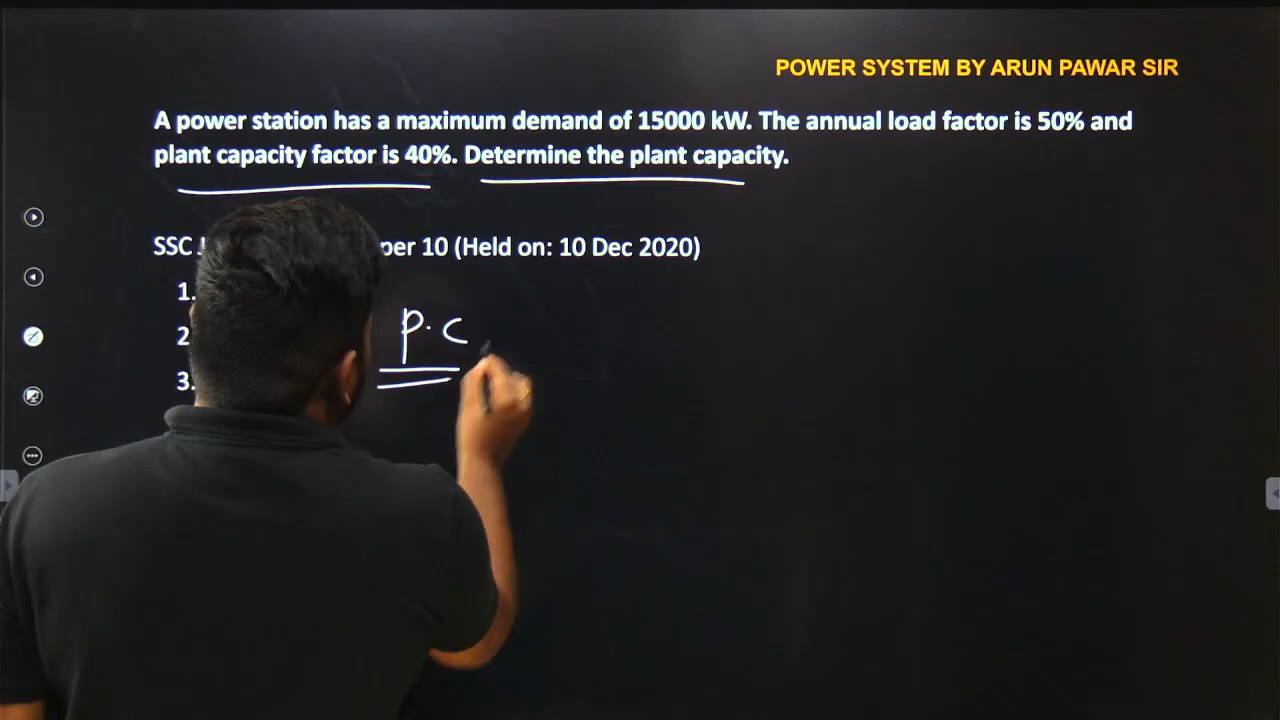 POWER SYSTEM BY ARUN PAWAR SIR
A power station has a maximum demand of 15000 kW. The annual load factor is 50% and
plant capacity factor is 40%. Determine the plant capacity.
SSC 10 (Held on: 10 Dec 2020)
1.
2
3.
P.C